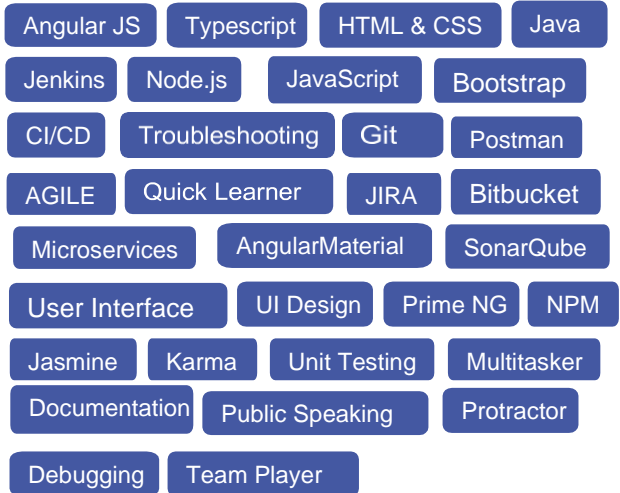 Angular JS Typescript HTML & CSS Java
Jenkins Node.js JavaScript Bootstrap
CI/CD Troubleshooting Git Postman
AGILE Quick Learner JIRA Bitbucket
Microservices AngularMaterial SonarQube
User Interface UI Design Prime NG NPM
Jasmine Karma Unit Testing Multitasker
Documentation Public Speaking Protractor
Debugging Team Player